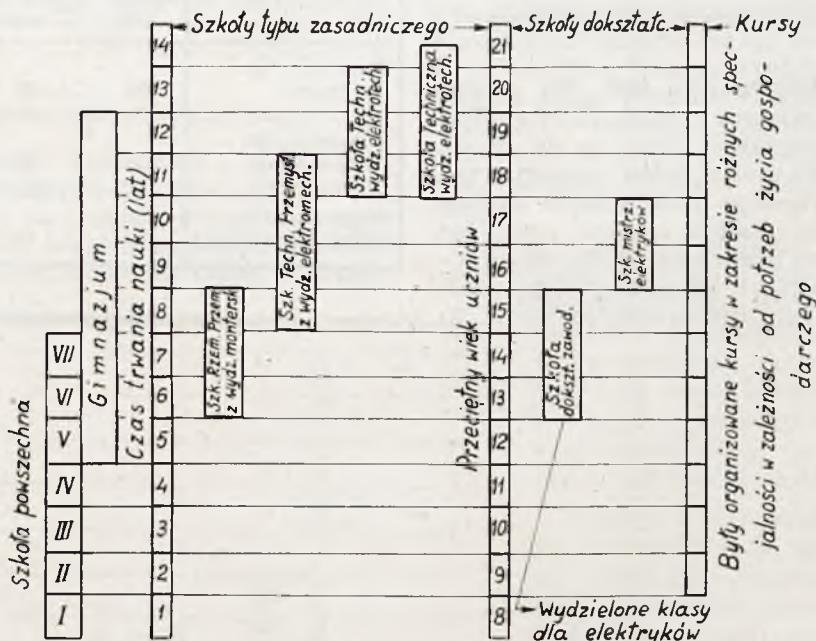 Szkoły typu zasadniczego
Szkoły dokształc.
Kursy
14
13
12
11
10
9
8
7
6
5
4
3
2
1
21
20
19
18
17
16
15
14
13
12
11
10
9
8
VII
VI
V
IV
III
II
I
Szkoła powszechna
Gimnazjum
Czas trwania nauki (lat)
Szk. Rzem. Przem.
z wydz. montersk.
Szk. Techn. Przemysł.
z wydz. elektromech.
Szkoła Techn.
wydz. elektrotech.
Szkoła Techniczna
wydz. elektrotech.
Przeciętny wiek uczniów
Szkoła
dokszt. zawod.
Szk. mistrz.
elektryków
Były organizowane kursy w zakresie różnych spec-
jalności w zależności od potrzeb życia gospo-
darczego
Wydzielone klasy
dla elektryków